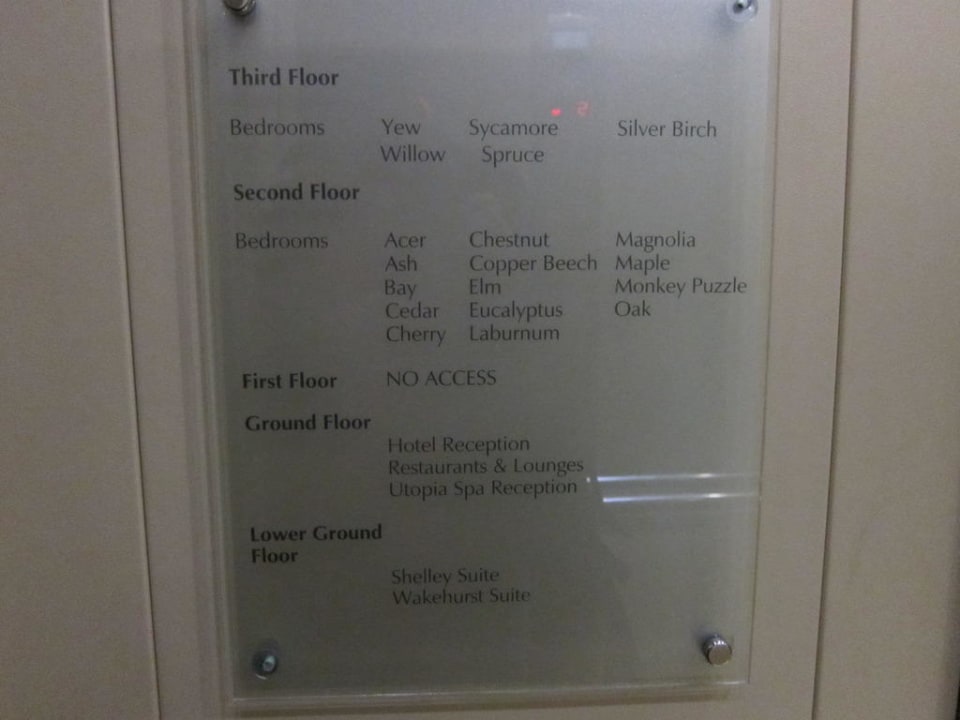 Third Floor
Bedrooms Yew Sycamore Silver Birch
Willow Spruce
Second Floor
Bedrooms Acer Chestnut Magnolia
Ash Copper Beech Maple
Bay Elm Monkey Puzzle
Cedar Eucalyptus Oak
Cherry Laburnum
First Floor NO ACCESS
Ground Floor
Hotel Reception
Restaurants & Lounges
Utopia Spa Reception
Lower Ground
Floor
Shelley Suite
Wakehurst Suite